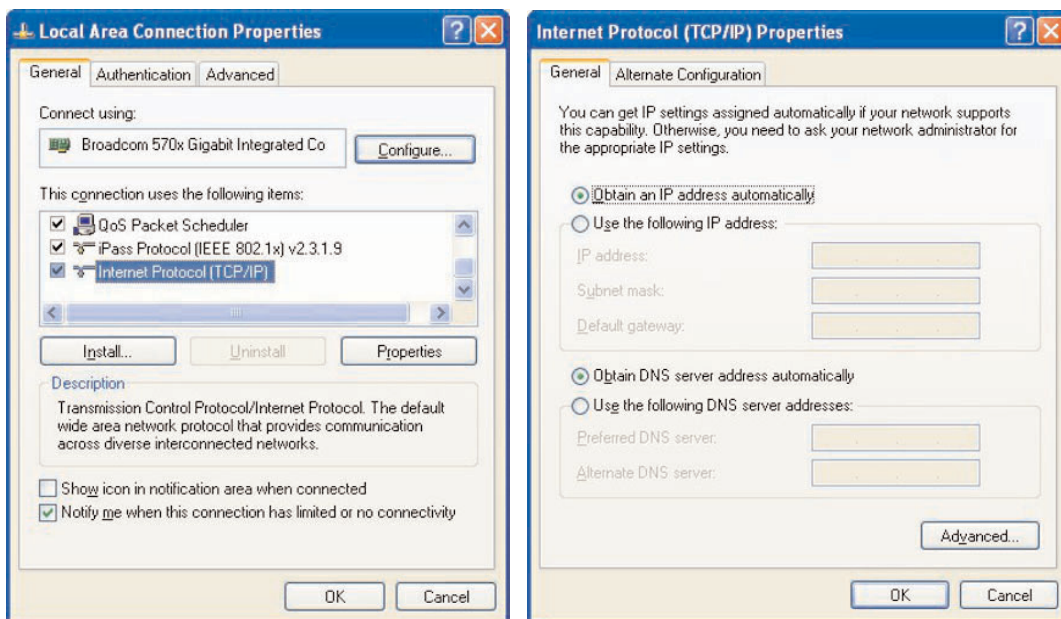 Local Area Connection Properties
General
Authentication
Advanced
Connect using:
Broadcom 570x Gigabit Integrated Co
Configure...
This connection uses the following items:
QoS Packet Scheduler
iPass Protocol (IEEE 802.1x) v2.3.1.9
Internet Protocol (TCP/IP)
Install...
Uninstall
Properties
Description
Transmission Control Protocol/Internet Protocol. The default
wide area network protocol that provides communication
across diverse interconnected networks.
Show icon in notification area when connected
Notify me when this connection has limited or no connectivity
OK
Cancel
Internet Protocol (TCP/IP) Properties
General
Alternate Configuration
You can get IP settings assigned automatically if your network supports
this capability. Otherwise, you need to ask your network administrator for
the appropriate IP settings.
Obtain an IP address automatically
Use the following IP address:
IP address:
Subnet mask:
Default gateway:
Obtain DNS server address automatically
Use the following DNS server addresses:
Preferred DNS server:
Alternate DNS server:
Advanced...
OK
Cancel